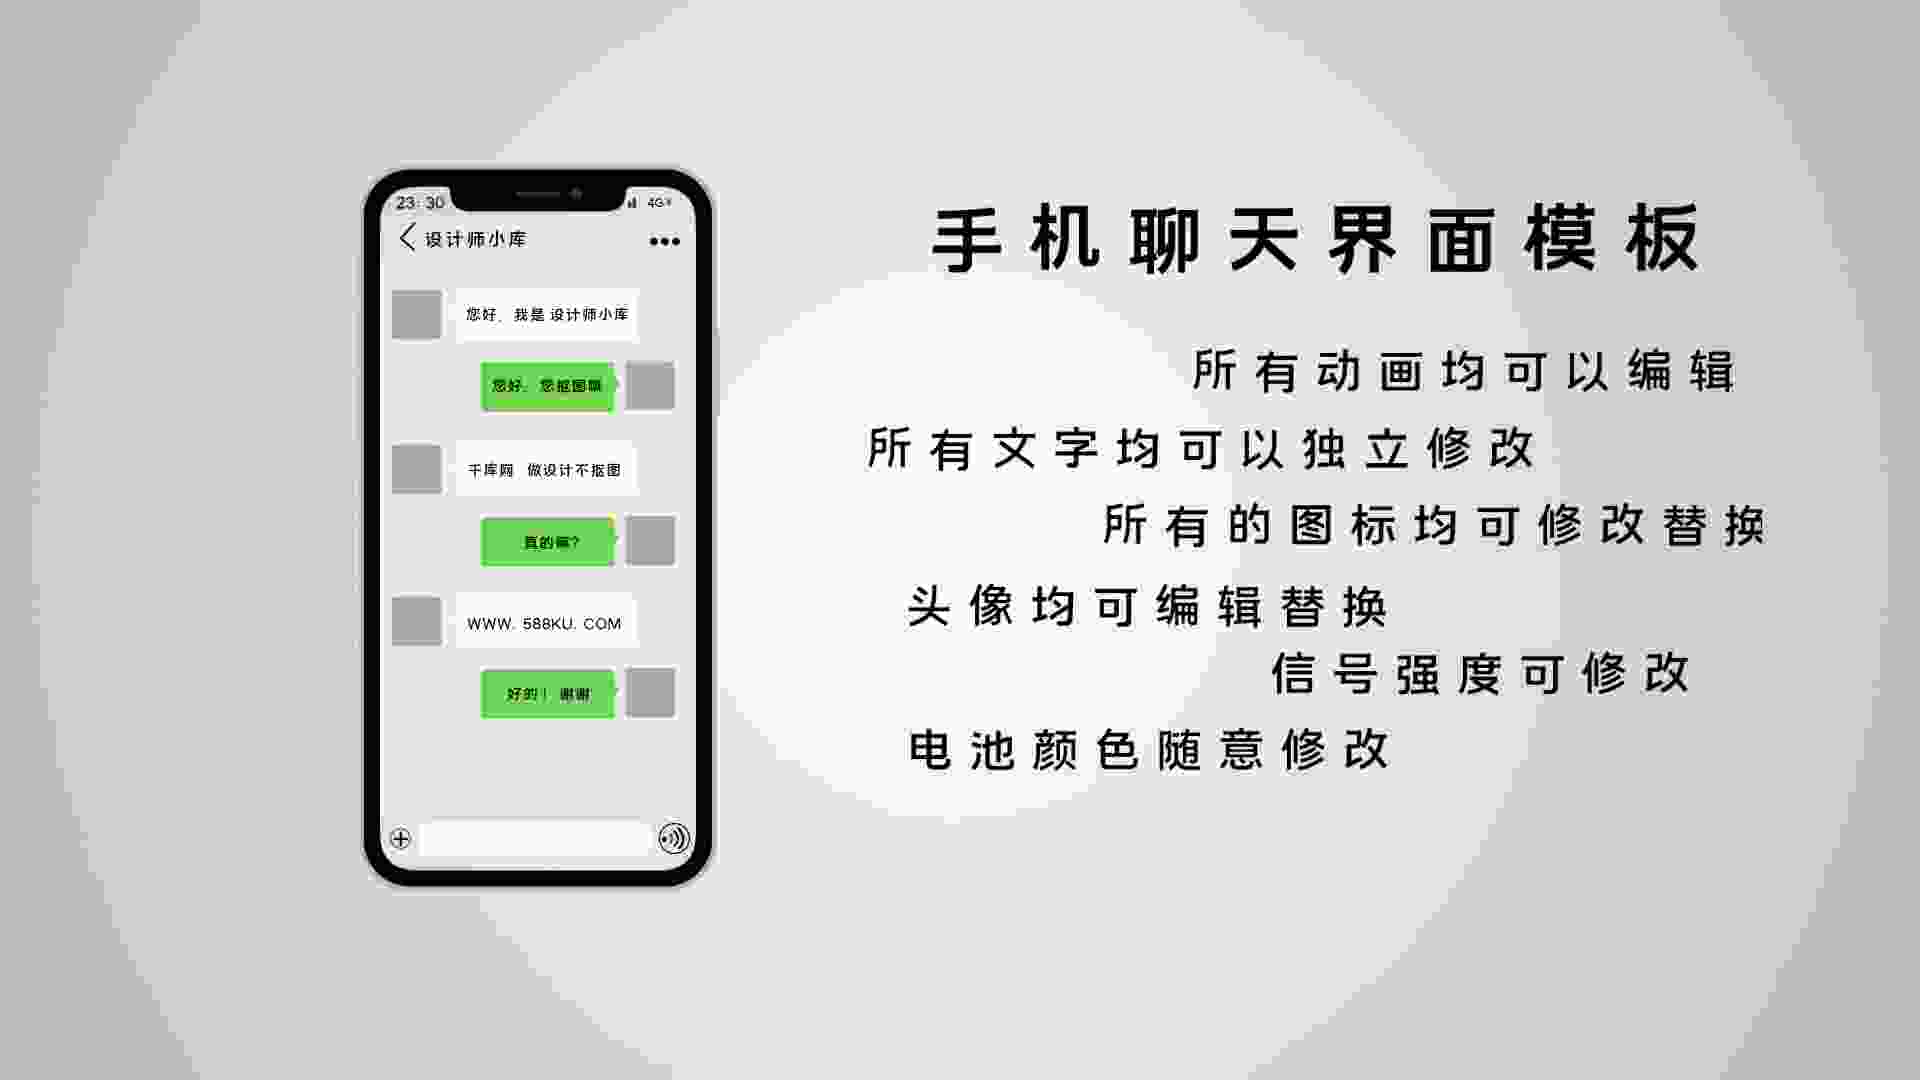 23:30
4G
设计师小库
您好，我是 设计师小库
您好，您抠图嘛
千库网 做设计不抠图
真的嘛?
WWW. 588KU. COM
好的！谢谢
手机聊天界面模板
所有动画均可以编辑
所有文字均可以独立修改
所有的图标均可修改替换
头像均可编辑替换
信号强度可修改
电池颜色随意修改